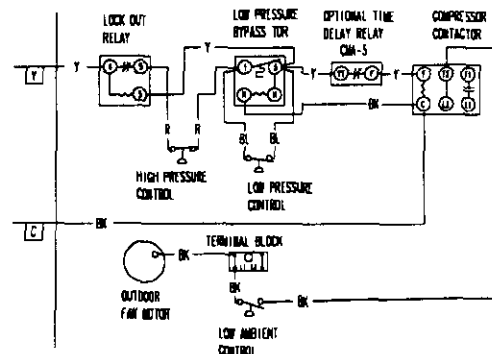 LOCK OUT
RELAY
LOW PRESSURE
BYPASS TDR
OPTIONAL TIME
DELAY RELAY
CMA-5
COMPRESSOR
CONTACTOR
Y
Y
Y
Y
Y
Y
BK
R
R
BL
BL
HIGH PRESSURE
CONTROL
LOW PRESSURE
CONTROL
C
BK
TERMINAL BLOCK
BK
BK
OUTDOOR
FAN MOTOR
LOW AMBIENT
CONTROL